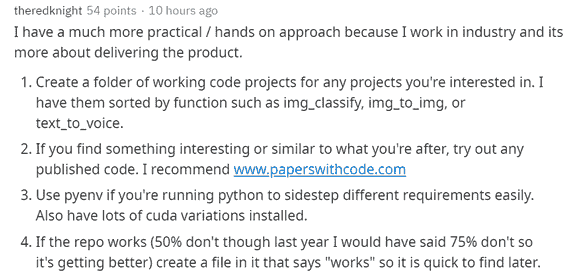 theredknight 54 points · 10 hours ago
I have a much more practical / hands on approach because I work in industry and its
more about delivering the product.
1. Create a folder of working code projects for any projects you're interested in. I
have them sorted by function such as img_classify, img_to_img, or
text_to_voice.
2. If you find something interesting or similar to what you're after, try out any
published code. I recommend www.paperswithcode.com
3. Use pyenv if you're running python to sidestep different requirements easily.
Also have lots of cuda variations installed.
4. If the repo works (50% don't though last year I would have said 75% don't so
it's getting better) create a file in it that says "works" so it is quick to find later.